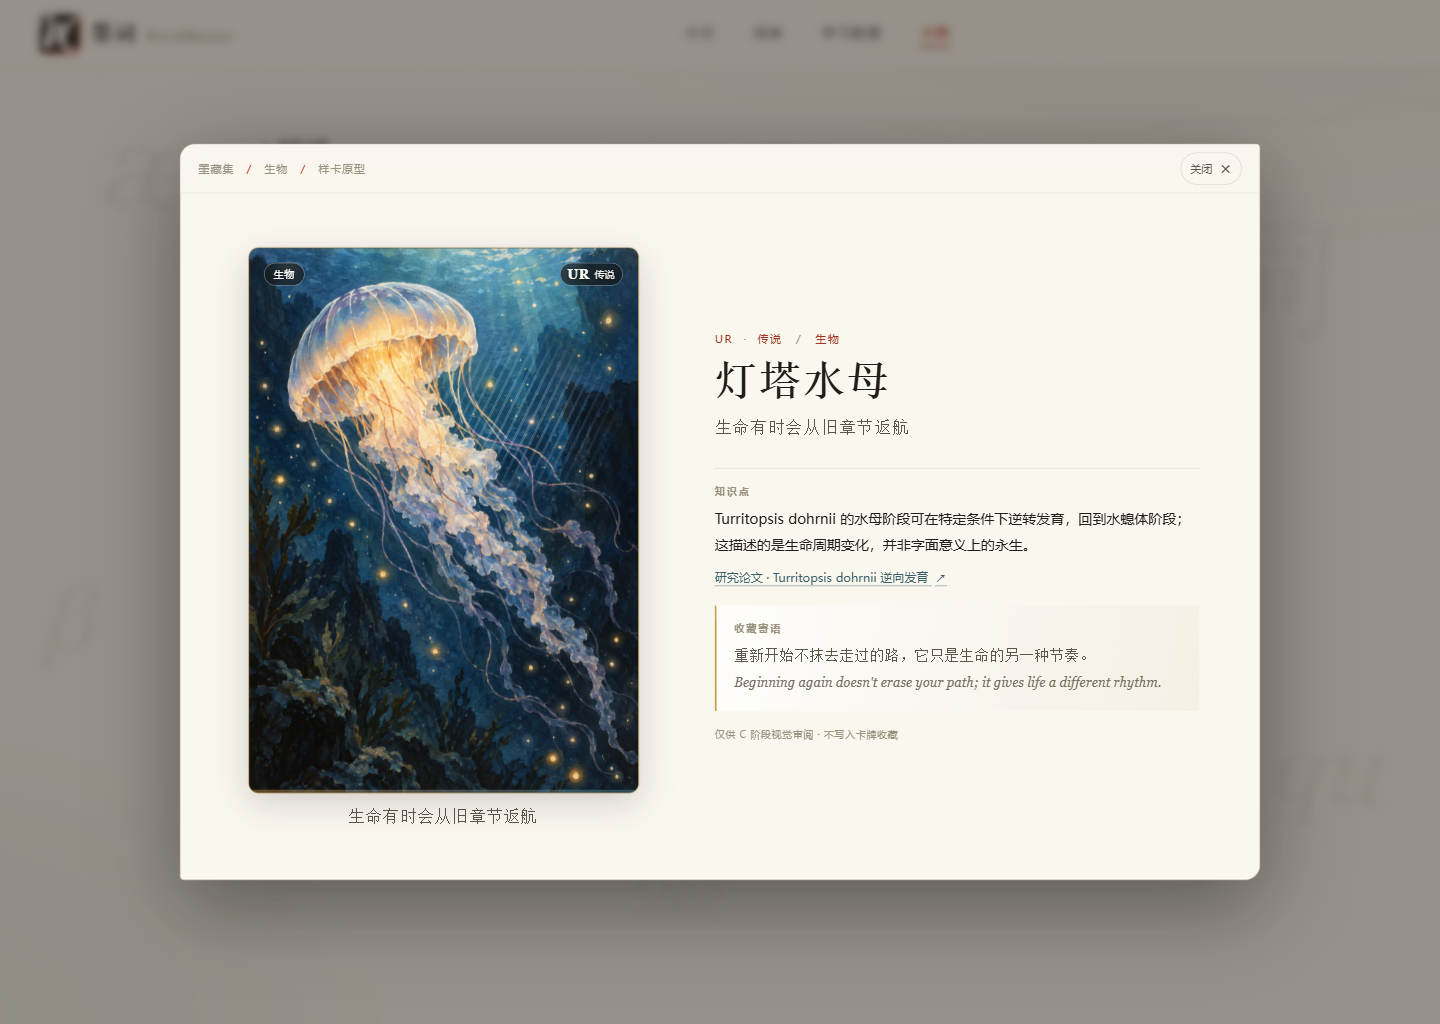 墨藏集 / 生物 / 样卡原型
关闭 ×
生物
UR 传说
生命有时会从旧章节返航
UR · 传说 / 生物
灯塔水母
生命有时会从旧章节返航
知识点
Turritopsis dohrnii 的水母阶段可在特定条件下逆转发育，回到水螅体阶段；
这描述的是生命周期变化，并非字面意义上的永生。
研究论文 · Turritopsis dohrnii 逆向发育 ↗
收藏寄语
重新开始不抹去走过的路，它只是生命的另一种节奏。
Beginning again doesn't erase your path; it gives life a different rhythm.
仅供 C 阶段视觉审阅 · 不写入卡牌收藏